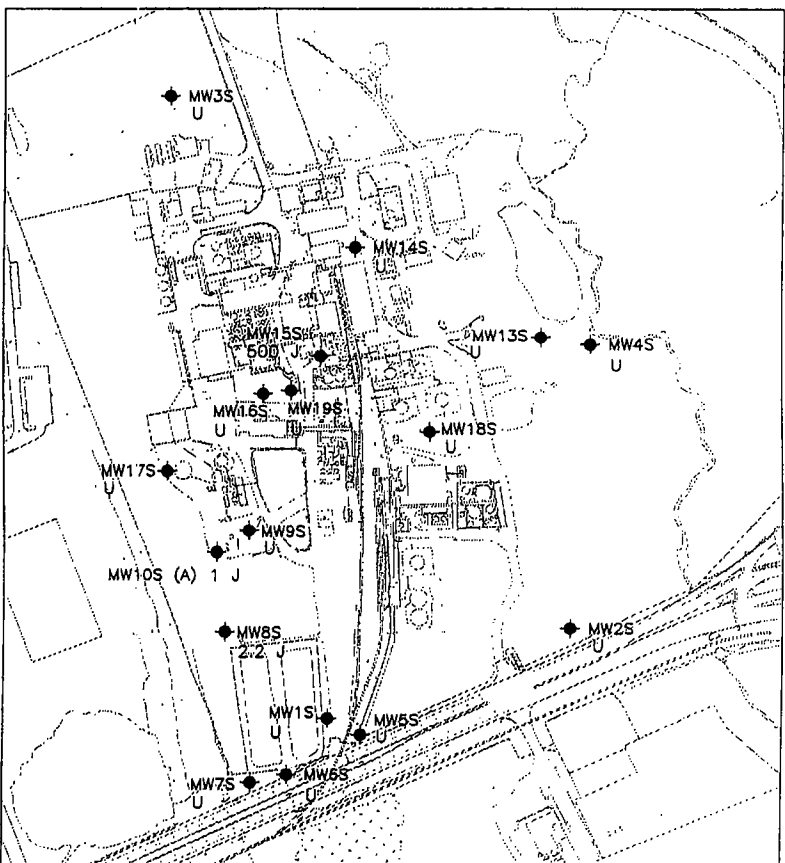 MW3S
U
MW14S
U
MW15S
500 J
MW13S
U
MW4S
U
MW16S
U
MW19S
U
MW18S
U
MW17S
U
MW9S
U
MW10S (A) 1 J
MW8S
2.2 J
MW2S
U
MW1S
U
MW5S
U
MW7S
U
MW6S
U